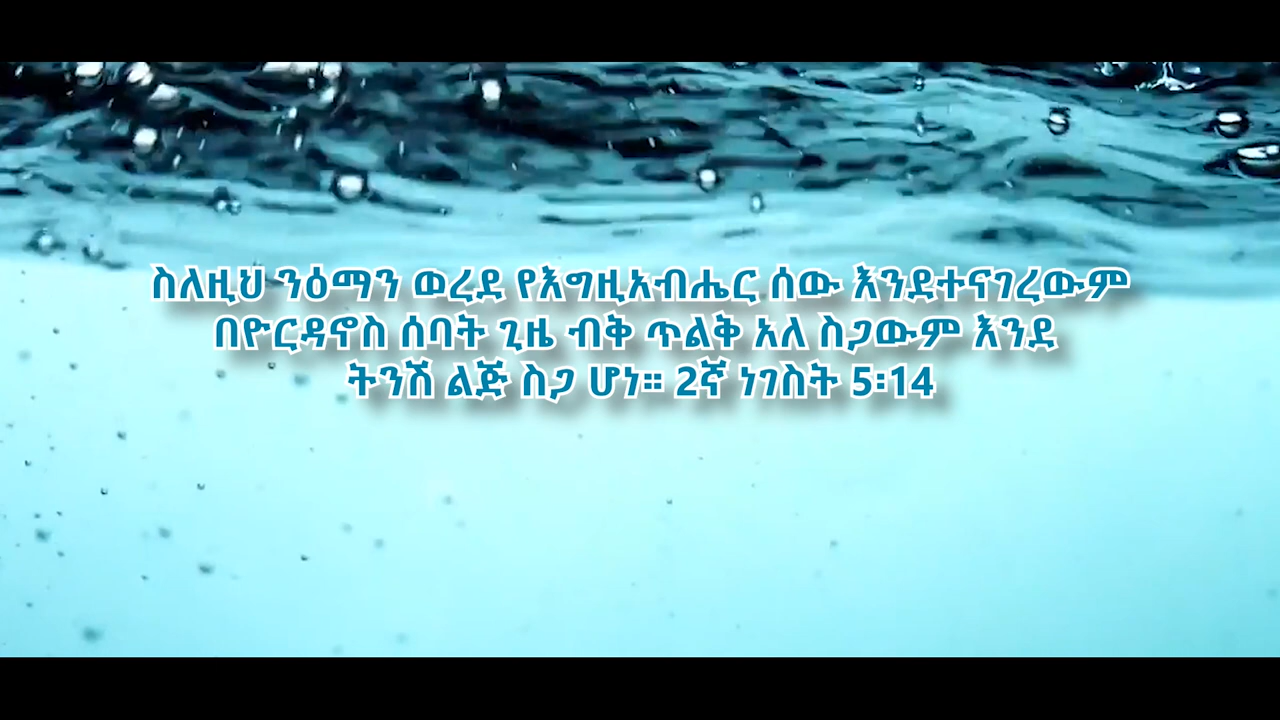 ስለዚህ ንዕማን ወረደ የእግዚአብሔር ሰው እንደተናገረውም
በዮርዳኖስ ሰባት ጊዜ ብቅ ጥልቅ አለ ስጋውም እንደ
ትንሽ ልጅ ስጋ ሆነ። 2ኛ ነገስት 5፡14